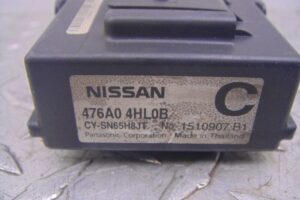 NISSAN
C
476A0 4HL0B
CY-SN65H8JT No. 1510907 B1
Panasonic Corporation Made in Thailand